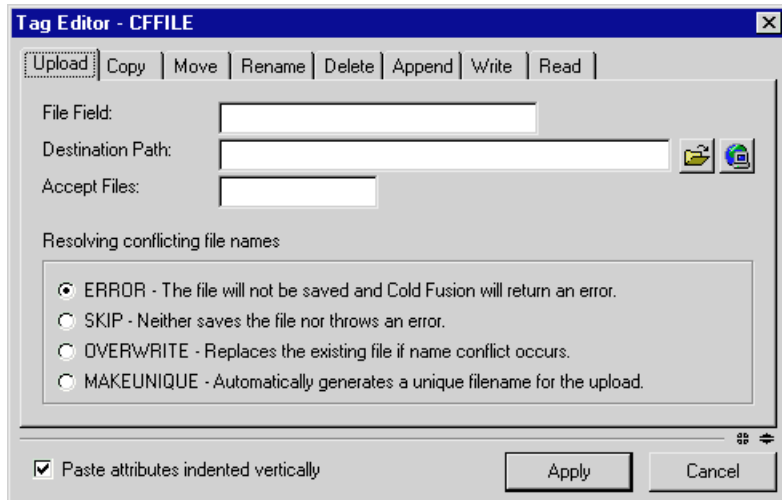 Tag Editor - CFFILE
Upload Copy Move Rename Delete Append Write Read
File Field:
Destination Path:
Accept Files:
Resolving conflicting file names
ERROR - The file will not be saved and Cold Fusion will return an error.
SKIP - Neither saves the file nor throws an error.
OVERWRITE - Replaces the existing file if name conflict occurs.
MAKEUNIQUE - Automatically generates a unique filename for the upload.
Paste attributes indented vertically Apply Cancel